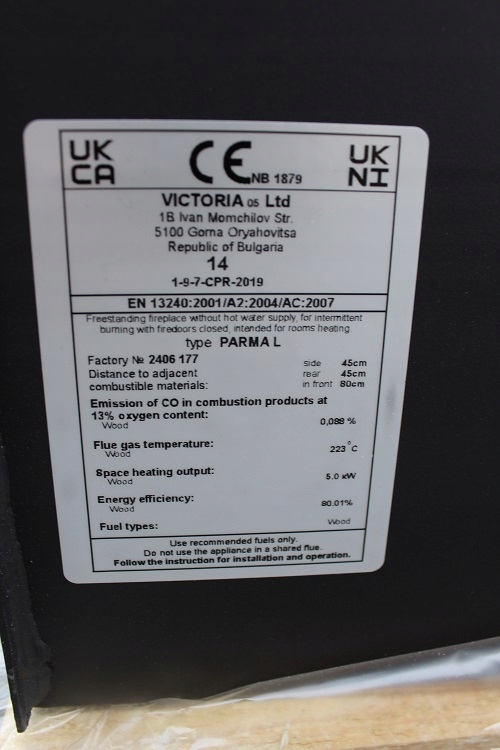 UK
CA
CE NB 1879
UK
NI
VICTORIA 05 Ltd
1B Ivan Momchilov Str.
5100 Gorna Oryahovitsa
Republic of Bulgaria
14
1-9-7-CPR-2019
EN 13240:2001/A2:2004/AC:2007
Freestanding fireplace without hot water supply, for intermittent
burning with firedoors closed, intended for rooms heating
type PARMA L
Factory № 2406 177
Distance to adjacent
combustible materials:
side 45cm
rear 45cm
in front 80cm
Emission of CO in combustion products at
13% oxygen content:
Wood 0,088 %
Flue gas temperature:
Wood 223°C
Space heating output:
Wood 5.0 kW
Energy efficiency:
Wood 80.01%
Fuel types: Wood
Use recommended fuels only.
Do not use the appliance in a shared flue.
Follow the instruction for installation and operation.